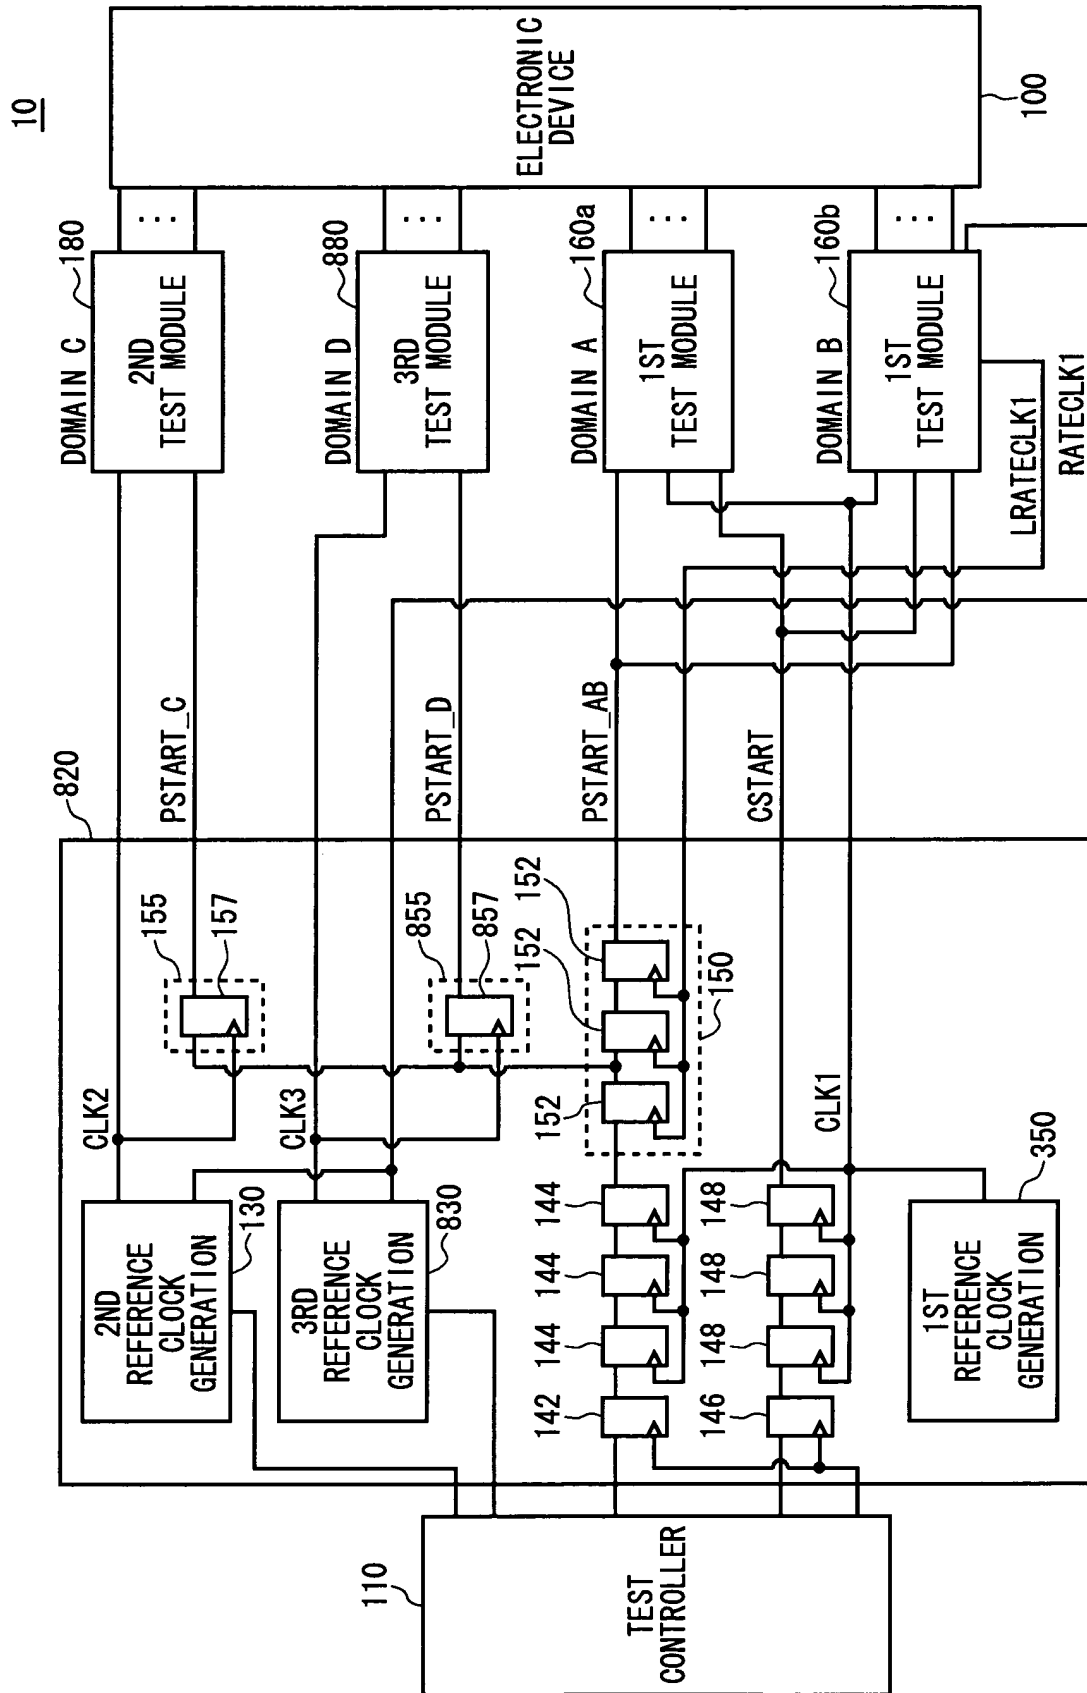 10
ELECTRONIC
DEVICE
100
DOMAIN C
180
2ND
TEST MODULE
DOMAIN D
880
3RD
TEST MODULE
DOMAIN A
160a
1ST
TEST MODULE
DOMAIN B
160b
1ST
TEST MODULE
LRATECLK1
RATECLK1
820
PSTART_C
PSTART_D
PSTART_AB
CSTART
CLK1
155
157
855
857
152
152
152
150
CLK2
CLK3
2ND
REFERENCE
CLOCK
GENERATION
130
3RD
REFERENCE
CLOCK
GENERATION
830
142
144
144
144
146
148
148
148
1ST
REFERENCE
CLOCK
GENERATION
350
110
TEST
CONTROLLER